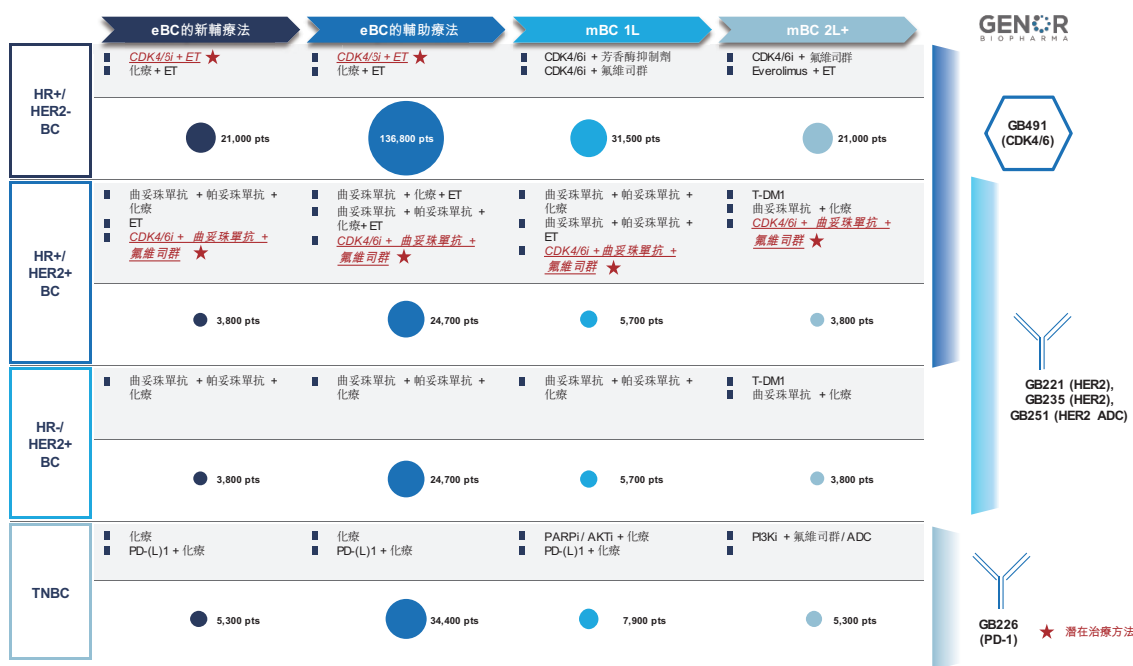 eBC的新輔療法
eBC的輔助療法
mBC 1L
mBC 2L+
GENOR
BIOPHARMA
HR+/
HER2-
BC
CDK4/6i + ET
化療 + ET
CDK4/6i + ET
化療 + ET
CDK4/6i + 芳香酶抑制劑
CDK4/6i + 氟維司群
CDK4/6i + 氟維司群
Everolimus + ET
21,000 pts
136,800 pts
31,500 pts
21,000 pts
GB491
(CDK4/6)
HR+/
HER2+
BC
曲妥珠單抗 + 帕妥珠單抗 +
化療
ET
CDK4/6i + 曲妥珠單抗 +
氟維司群
曲妥珠單抗 + 化療 + ET
曲妥珠單抗 + 帕妥珠單抗 +
化療+ ET
CDK4/6i + 曲妥珠單抗 +
氟維司群
曲妥珠單抗 + 帕妥珠單抗 +
化療
曲妥珠單抗 + 帕妥珠單抗 +
ET
CDK4/6i + 曲妥珠單抗 +
氟維司群
T-DM1
曲妥珠單抗 + 化療
CDK4/6i + 曲妥珠單抗 +
氟維司群
3,800 pts
24,700 pts
5,700 pts
3,800 pts
HR-/
HER2+
BC
曲妥珠單抗 + 帕妥珠單抗 +
化療
曲妥珠單抗 + 帕妥珠單抗 +
化療
曲妥珠單抗 + 帕妥珠單抗 +
化療
T-DM1
曲妥珠單抗 + 化療
GB221 (HER2),
GB235 (HER2),
GB251 (HER2 ADC)
3,800 pts
24,700 pts
5,700 pts
3,800 pts
TNBC
化療
PD-(L)1 + 化療
化療
PD-(L)1 + 化療
PARPi / AKTi + 化療
PD-(L)1 + 化療
PI3Ki + 氟維司群/ ADC
5,300 pts
34,400 pts
7,900 pts
5,300 pts
GB226
(PD-1)
潛在治療方法